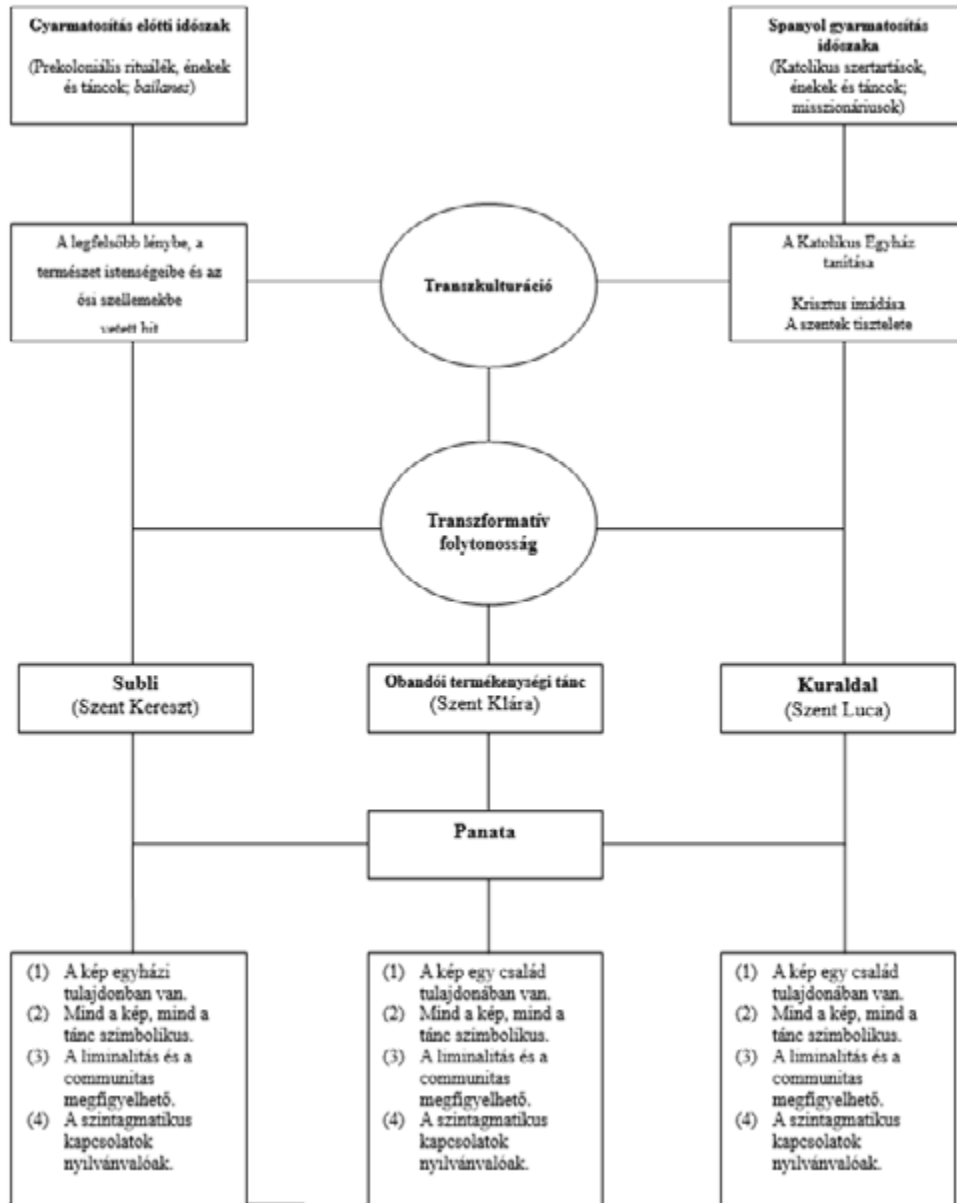 Gyarmatosítás előtti időszak
(Prekoloniális rituálék, énekek
és táncok; bailanes)
Spanyol gyarmatosítás
időszaka
(Katolikus szertartások,
énekek és táncok;
misszionáriusok)
A legfelsőbb lénybe, a
természet istenségeibe és az
ősi szellemekbe
vetett hit
Transzkulturáció
A Katolikus Egyház
tanítása
Krisztus imádása
A szentek tisztelete
Transzformatív
folytonosság
Subli
(Szent Kereszt)
Obandói termékenységi tánc
(Szent Klára)
Kuraldal
(Szent Luca)
Panata
(1) A kép egyházi
tulajdonban van.
(2) Mind a kép, mind a
tánc szimbolikus.
(3) A liminalitás és a
communitas
megfigyelhető.
(4) A szintagmatikus
kapcsolatok
nyilvánvalóak.
(1) A kép egy család
tulajdonában van.
(2) Mind a kép, mind a
tánc szimbolikus.
(3) A liminalitás és a
communitas
megfigyelhető.
(4) A szintagmatikus
kapcsolatok
nyilvánvalóak.
(1) A kép egy család
tulajdonában van.
(2) Mind a kép, mind a
tánc szimbolikus.
(3) A liminalitás és a
communitas
megfigyelhető.
(4) A szintagmatikus
kapcsolatok
nyilvánvalóak.